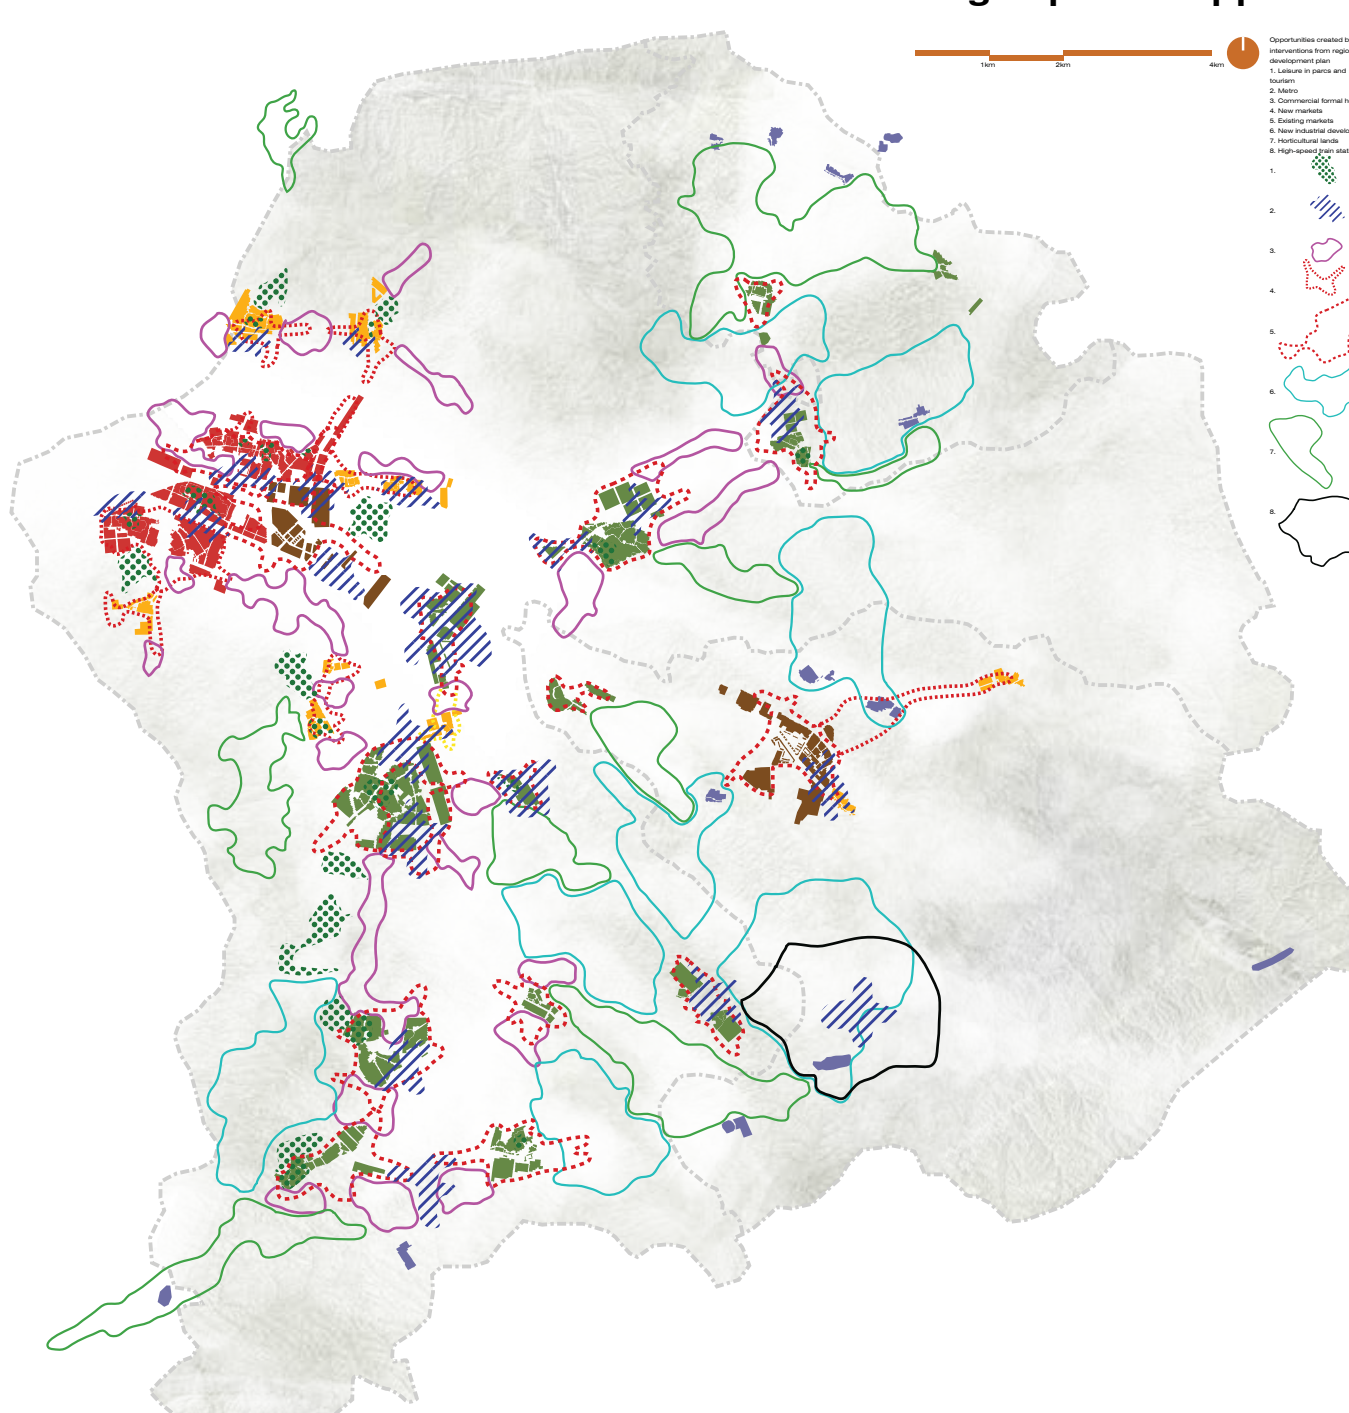 1km
2km
4km
Opportunities created b
interventions from regio
development plan
1. Leisure in parcs and
tourism
2. Metro
3. Commercial formal h
4. New markets
5. Existing markets
6. New industrial develo
7. Horticultural lands
8. High-speed train stat
1.
2.
3.
4.
5.
6.
7.
8.